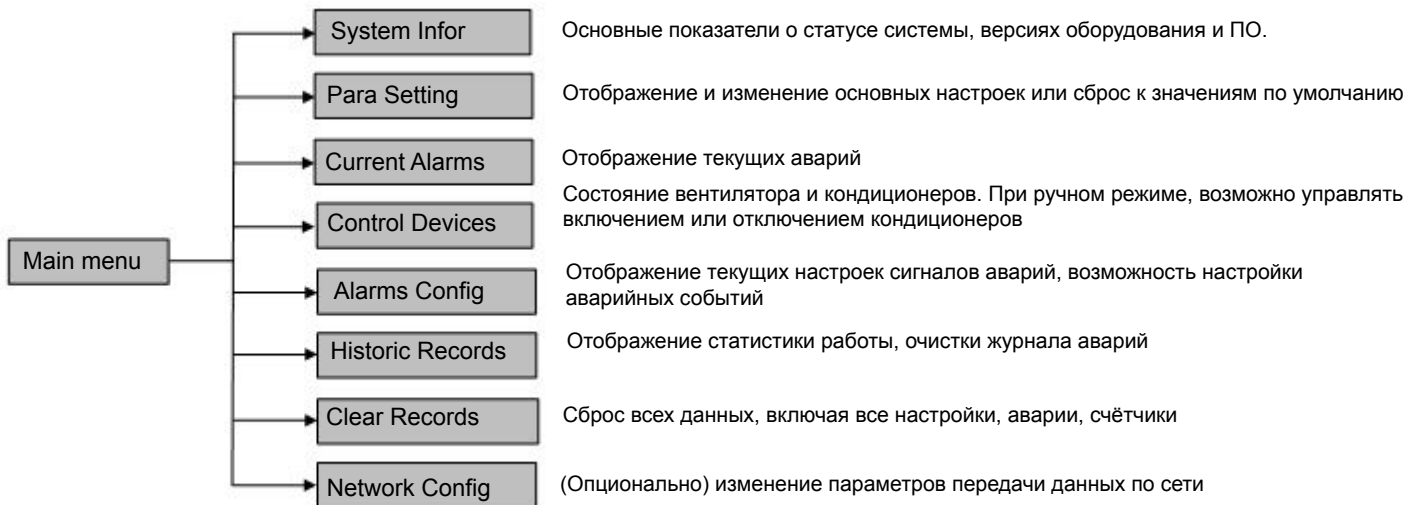 System Infor
Основные показатели о статусе системы, версиях оборудования и ПО.
Para Setting
Отображение и изменение основных настроек или сброс к значениям по умолчанию
Current Alarms
Отображение текущих аварий
Control Devices
Состояние вентилятора и кондиционеров. При ручном режиме, возможно управлять
включением или отключением кондиционеров
Main menu
Alarms Config
Отображение текущих настроек сигналов аварий, возможность настройки
аварийных событий
Historic Records
Отображение статистики работы, очистки журнала аварий
Clear Records
Сброс всех данных, включая все настройки, аварии, счётчики
Network Config
(Опционально) изменение параметров передачи данных по сети